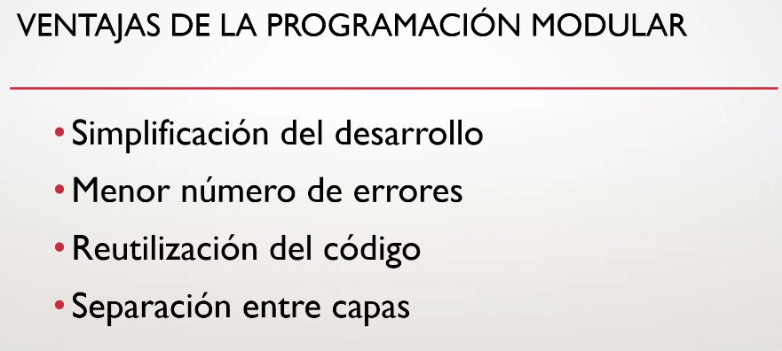 VENTAJAS DE LA PROGRAMACIÓN MODULAR
• Simplificación del desarrollo
• Menor número de errores
• Reutilización del código
• Separación entre capas